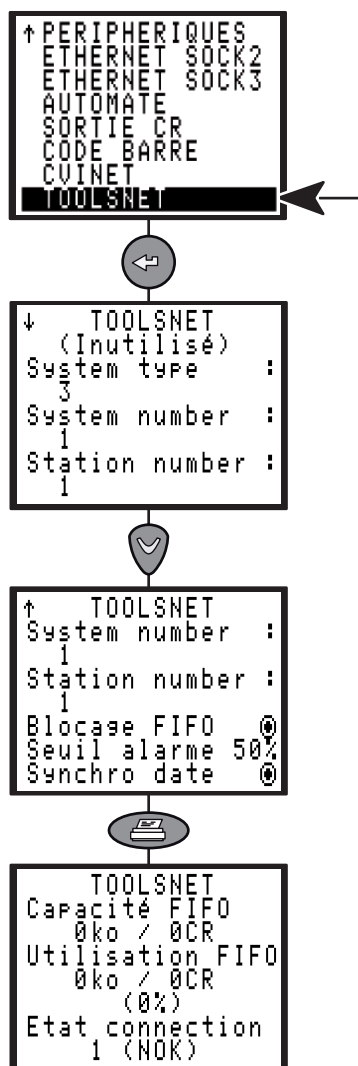 ↑ PERIPHERIQUES
ETHERNET SOCK2
ETHERNET SOCK3
AUTOMATE
SORTIE CR
CODE BARRE
CVINET
TOOLSNET
↓ TOOLSNET
(Inutilisé)
System type :
3
System number :
1
Station number :
1
↑ TOOLSNET
System number :
1
Station number :
1
Blocage FIFO
Seuil alarme 50%
Synchro date
TOOLSNET
Capacité FIFO
0ko / 0CR
Utilisation FIFO
0ko / 0CR
(0%)
Etat connection
1 (NOK)